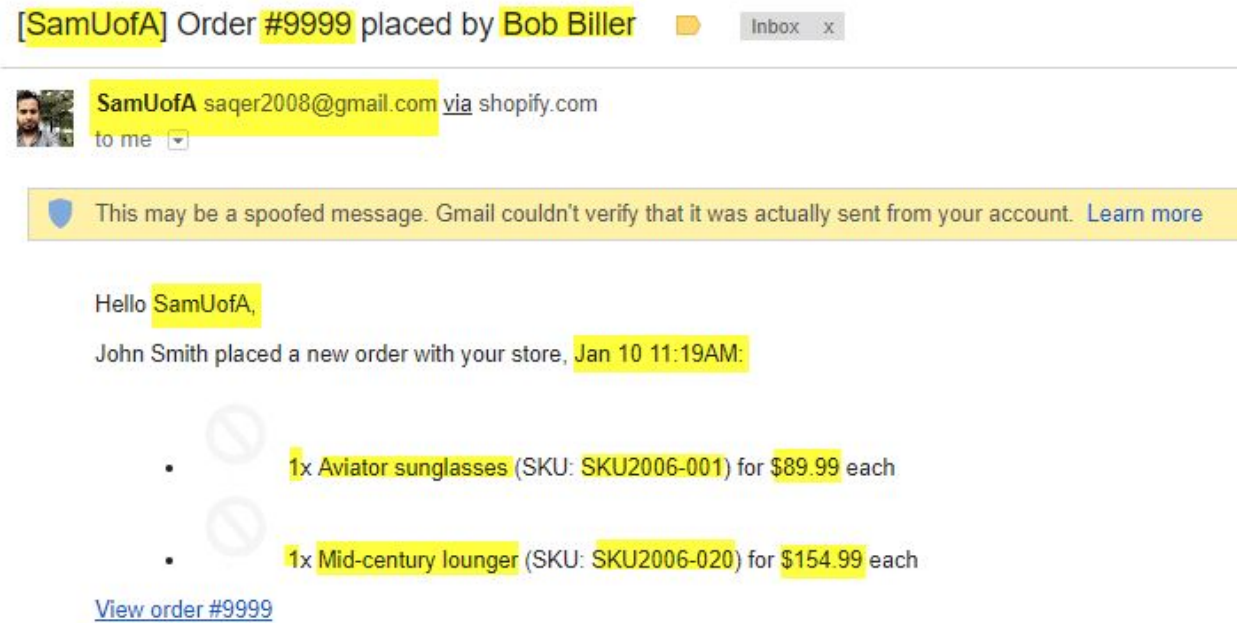 [SamUofA] Order #9999 placed by Bob Biller Inbox x
SamUofA saqer2008@gmail.com via shopify.com
to me
This may be a spoofed message. Gmail couldn't verify that it was actually sent from your account. Learn more
Hello SamUofA,
John Smith placed a new order with your store, Jan 10 11:19AM:
• 1x Aviator sunglasses (SKU: SKU2006-001) for $89.99 each
• 1x Mid-century lounger (SKU: SKU2006-020) for $154.99 each
View order #9999